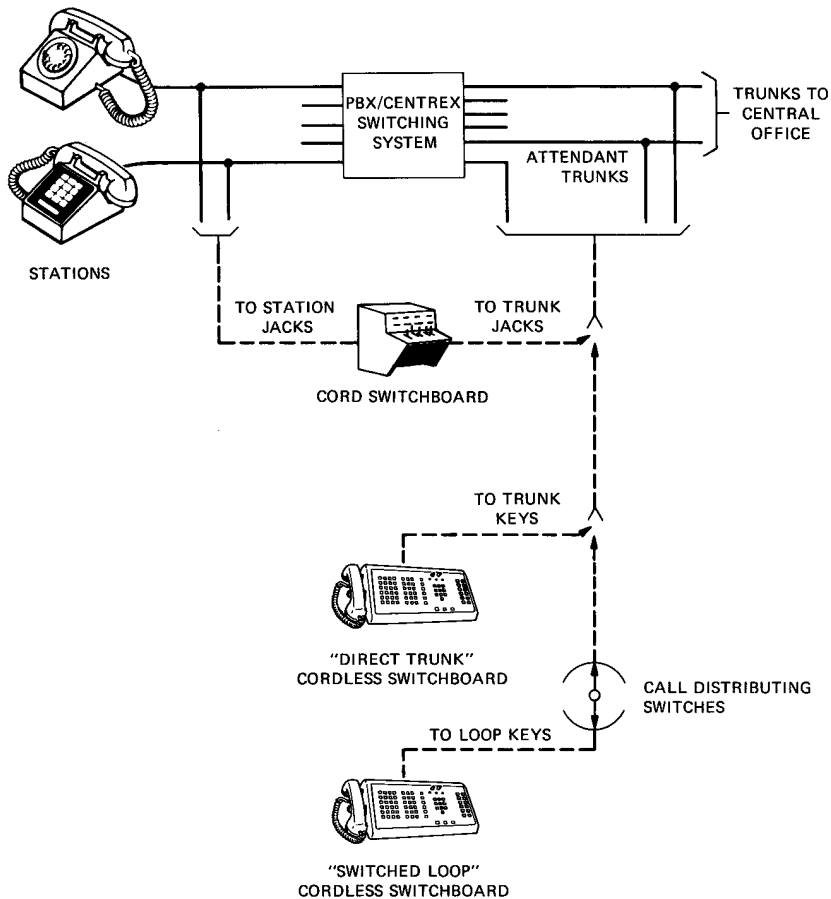 PBX/CENTREX
SWITCHING
SYSTEM
TRUNKS TO
CENTRAL
OFFICE
ATTENDANT
TRUNKS
STATIONS
TO STATION
JACKS
TO TRUNK
JACKS
CORD SWITCHBOARD
TO TRUNK
KEYS
"DIRECT TRUNK"
CORDLESS SWITCHBOARD
CALL DISTRIBUTING
SWITCHES
TO LOOP KEYS
"SWITCHED LOOP"
CORDLESS SWITCHBOARD